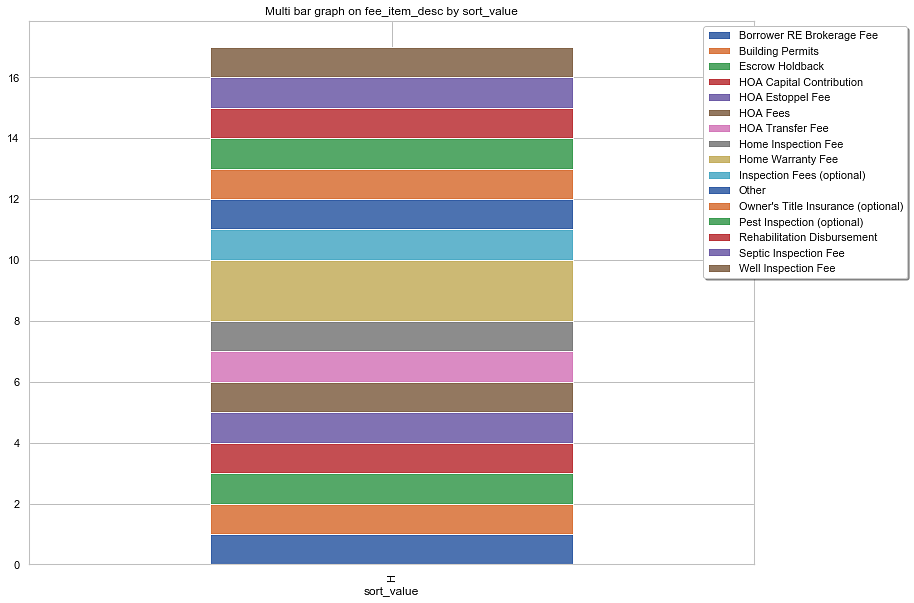 Multi bar graph on fee_item_desc by sort_value
Borrower RE Brokerage Fee
Building Permits
Escrow Holdback
HOA Capital Contribution
HOA Estoppel Fee
HOA Fees
HOA Transfer Fee
Home Inspection Fee
Home Warranty Fee
Inspection Fees (optional)
Other
Owner's Title Insurance (optional)
Pest Inspection (optional)
Rehabilitation Disbursement
Septic Inspection Fee
Well Inspection Fee
16
14
12
10
8
6
4
2
0
H
sort_value